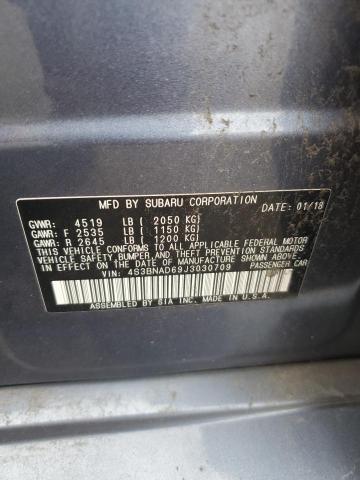 MFD BY SUBARU CORPORATION DATE: 01/18
GVWR: 4519 LB ( 2050 KG)
GAWR: F 2535 LB ( 1150 KG)
GAWR: R 2645 LB ( 1200 KG)
THIS VEHICLE CONFORMS TO ALL APPLICABLE FEDERAL MOTOR
VEHICLE SAFETY, BUMPER, AND THEFT PREVENTION STANDARDS
IN EFFECT ON THE DATE OF MANUFACTURE SHOWN ABOVE.
VIN: 4S3BNAD69J3030709 PASSENGER CAR
ASSEMBLED BY SIA INC. MADE IN U.S.A.